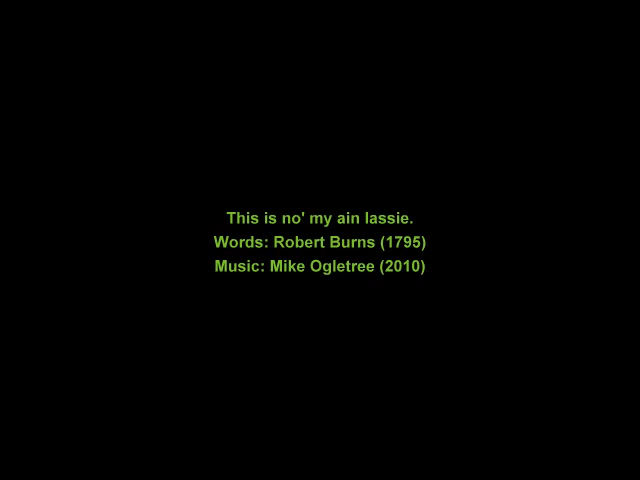 This is no' my ain lassie.
Words: Robert Burns (1795)
Music: Mike Ogletree (2010)